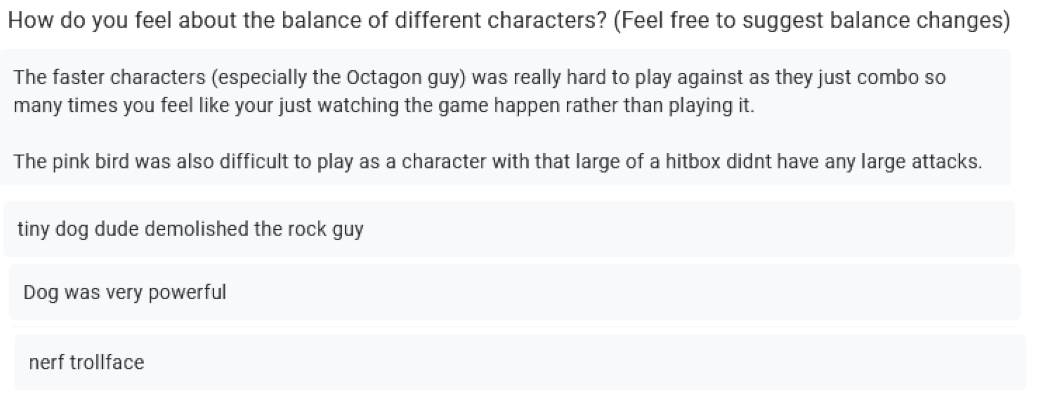 How do you feel about the balance of different characters? (Feel free to suggest balance changes)
The faster characters (especially the Octagon guy) was really hard to play against as they just combo so
many times you feel like your just watching the game happen rather than playing it.
The pink bird was also difficult to play as a character with that large of a hitbox didnt have any large attacks.
tiny dog dude demolished the rock guy
Dog was very powerful
nerf trollface